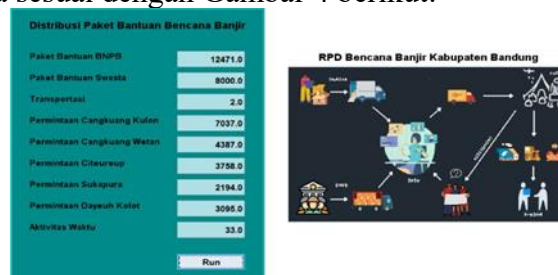 a sesuai dengan Gambar 4 berikut:
Distribusi Paket Bantuan Bencana Banjir
Paket Bantuan BNPB 12471.0
Paket Bantuan Swasta 8000.0
Transportasi 2.0
Permintaan Cangkuang Kulon 7037.0
Permintaan Cangkuang Wetan 4387.0
Permintaan Citeureup 3758.0
Permintaan Sukapura 2194.0
Permintaan Dayeuh Kolot 3095.0
Aktivitas Waktu 33.0
Run
RPD Bencana Banjir Kabupaten Bandung